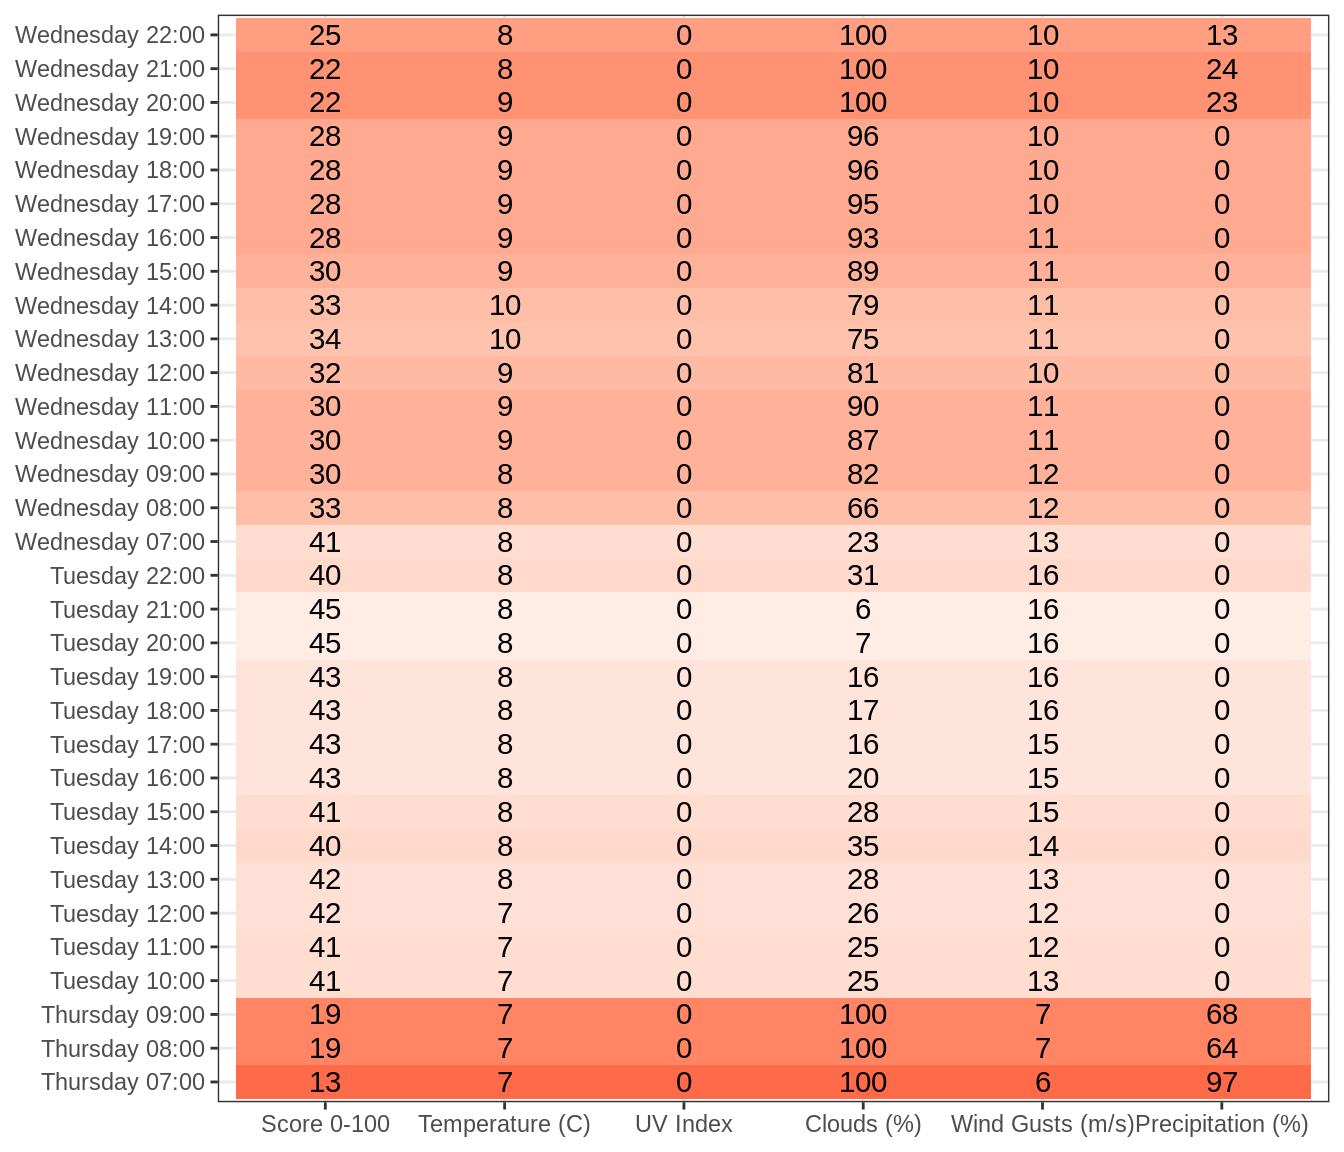 Wednesday 22:00 25 8 0 100 10 13
Wednesday 21:00 22 8 0 100 10 24
Wednesday 20:00 22 9 0 100 10 23
Wednesday 19:00 28 9 0 96 10 0
Wednesday 18:00 28 9 0 96 10 0
Wednesday 17:00 28 9 0 95 10 0
Wednesday 16:00 28 9 0 93 11 0
Wednesday 15:00 30 9 0 89 11 0
Wednesday 14:00 33 10 0 79 11 0
Wednesday 13:00 34 10 0 75 11 0
Wednesday 12:00 32 9 0 81 10 0
Wednesday 11:00 30 9 0 90 11 0
Wednesday 10:00 30 9 0 87 11 0
Wednesday 09:00 30 8 0 82 12 0
Wednesday 08:00 33 8 0 66 12 0
Wednesday 07:00 41 8 0 23 13 0
Tuesday 22:00 40 8 0 31 16 0
Tuesday 21:00 45 8 0 6 16 0
Tuesday 20:00 45 8 0 7 16 0
Tuesday 19:00 43 8 0 16 16 0
Tuesday 18:00 43 8 0 17 16 0
Tuesday 17:00 43 8 0 16 15 0
Tuesday 16:00 43 8 0 20 15 0
Tuesday 15:00 41 8 0 28 15 0
Tuesday 14:00 40 8 0 35 14 0
Tuesday 13:00 42 8 0 28 13 0
Tuesday 12:00 42 7 0 26 12 0
Tuesday 11:00 41 7 0 25 12 0
Tuesday 10:00 41 7 0 25 13 0
Thursday 09:00 19 7 0 100 7 68
Thursday 08:00 19 7 0 100 7 64
Thursday 07:00 13 7 0 100 6 97
Score 0-100 Temperature (C) UV Index Clouds (%) Wind Gusts (m/s) Precipitation (%)